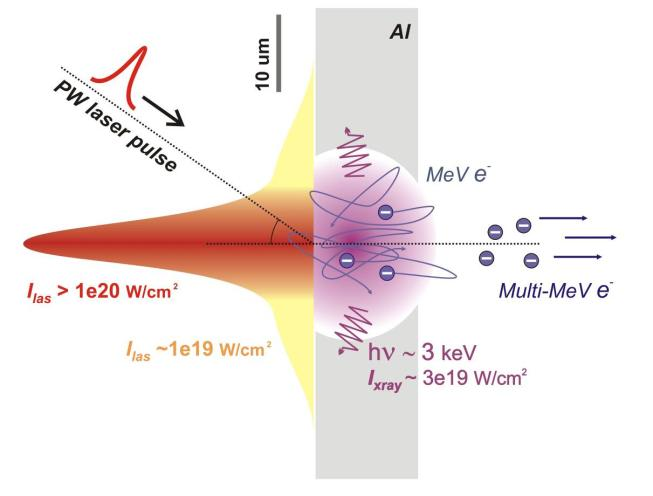 10 um
Al
PW laser pulse
MeV e⁻
I_las > 1e20 W/cm²
Multi-MeV e⁻
I_las ~1e19 W/cm²
hν ~ 3 keV
I_xray ~ 3e19 W/cm²